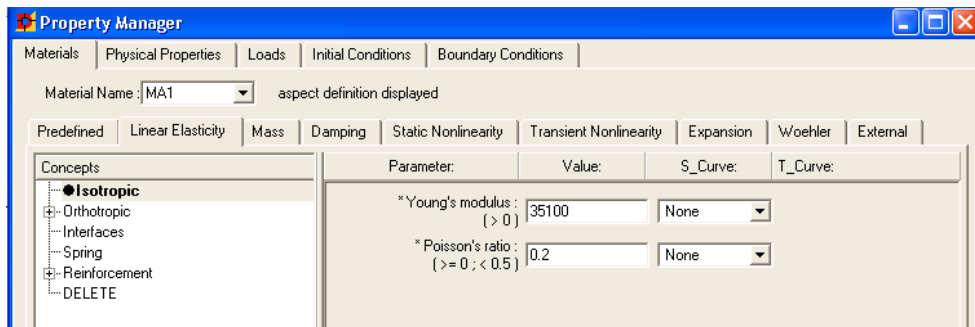 Property Manager
Materials Physical Properties Loads Initial Conditions Boundary Conditions
Material Name : MA1 aspect definition displayed
Predefined Linear Elasticity Mass Damping Static Nonlinearity Transient Nonlinearity Expansion Woehler External
Concepts Parameter: Value: S_Curve: T_Curve:
Isotropic
Orthotropic
Interfaces
Spring
Reinforcement
DELETE
* Young's modulus : 35100 None
( > 0 )
* Poisson's ratio : 0.2 None
( >= 0 ; < 0.5 )